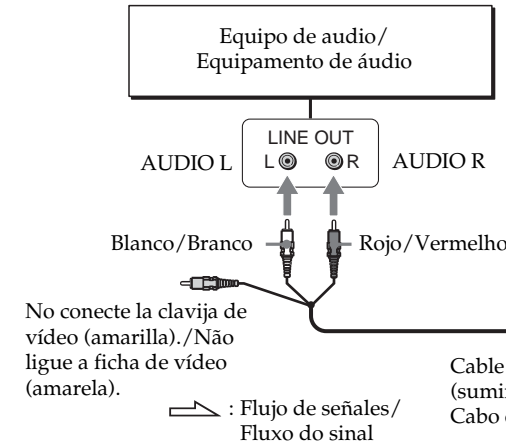 Equipo de audio/
Equipamento de áudio
LINE OUT
AUDIO L
L
R
AUDIO R
Blanco/Branco
Rojo/Vermelho
No conecte la clavija de
vídeo (amarilla)./Não
ligue a ficha de vídeo
(amarela).
Cable
Cabo
: Flujo de señales/
Fluxo do sinal